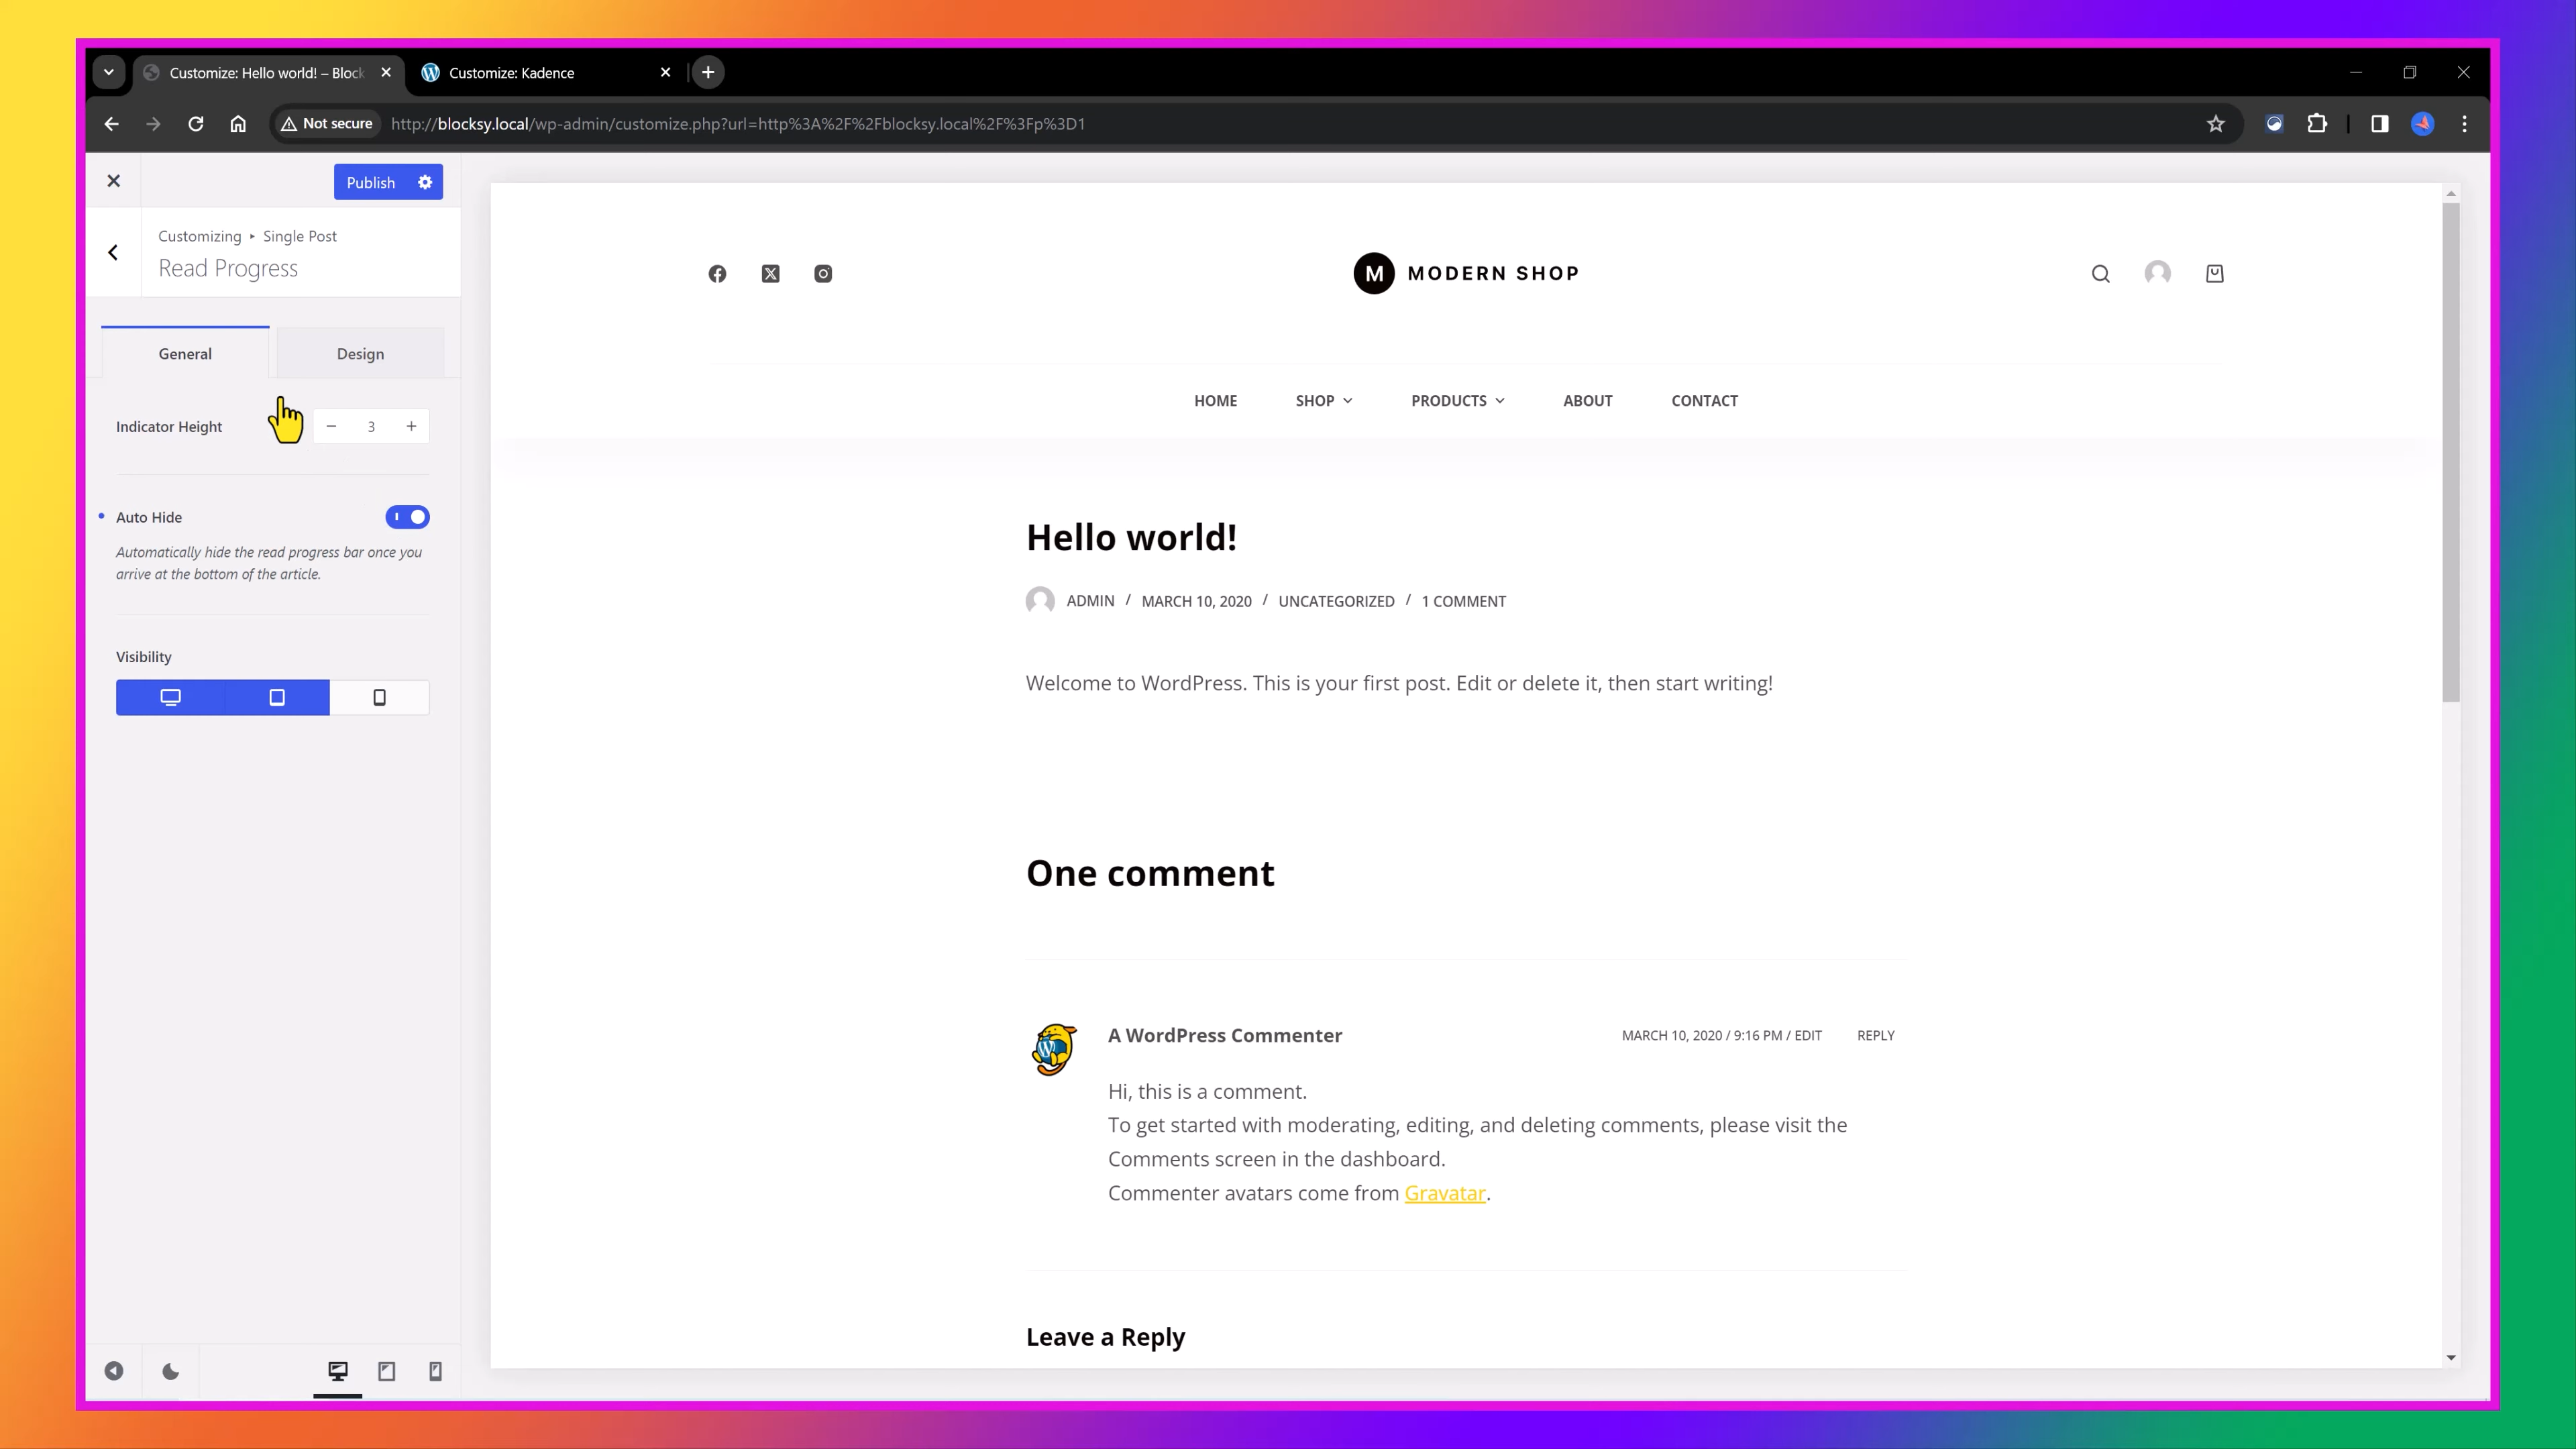 Customize: Hello world! – Block
Customize: Kadence
Not secure
http://blocksy.local/wp-admin/customize.php?url=http%3A%2F%2Fblocksy.local%2F%3Fp%3D1
Publish
Customizing ▸ Single Post
Read Progress
General
Design
Indicator Height
− 3 +
Auto Hide
Automatically hide the read progress bar once you
arrive at the bottom of the article.
Visibility
M MODERN SHOP
HOME SHOP PRODUCTS ABOUT CONTACT
Hello world!
ADMIN / MARCH 10, 2020 / UNCATEGORIZED / 1 COMMENT
Welcome to WordPress. This is your first post. Edit or delete it, then start writing!
One comment
A WordPress Commenter
MARCH 10, 2020 / 9:16 PM / EDIT REPLY
Hi, this is a comment.
To get started with moderating, editing, and deleting comments, please visit the
Comments screen in the dashboard.
Commenter avatars come from Gravatar.
Leave a Reply